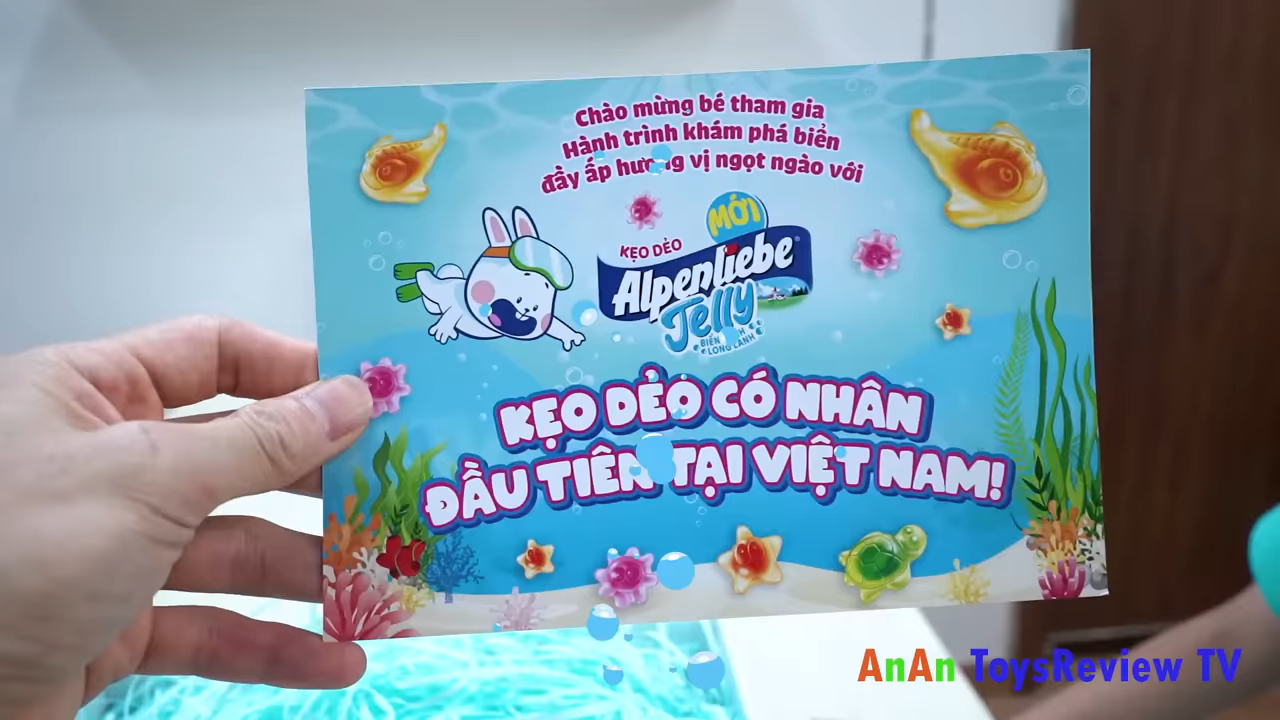 Chào mừng bé tham gia
Hành trình khám phá biển
đầy ấp hương vị ngọt ngào với
MỚI
KẸO DẺO
Alpenliebe
Jelly
BIỂN
LONG LANH
KẸO DẺO CÓ NHÂN
ĐẦU TIÊN TẠI VIỆT NAM!
AnAn ToysReview TV